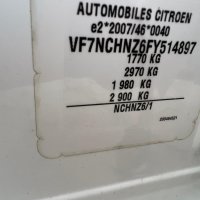 AUTOMOBILES CITROEN
e2*2007/46*0040
VF7NCHNZ6FY514897
1770 KG
2970 KG
1 980 KG
2 900 KG
NCHNZ6/1